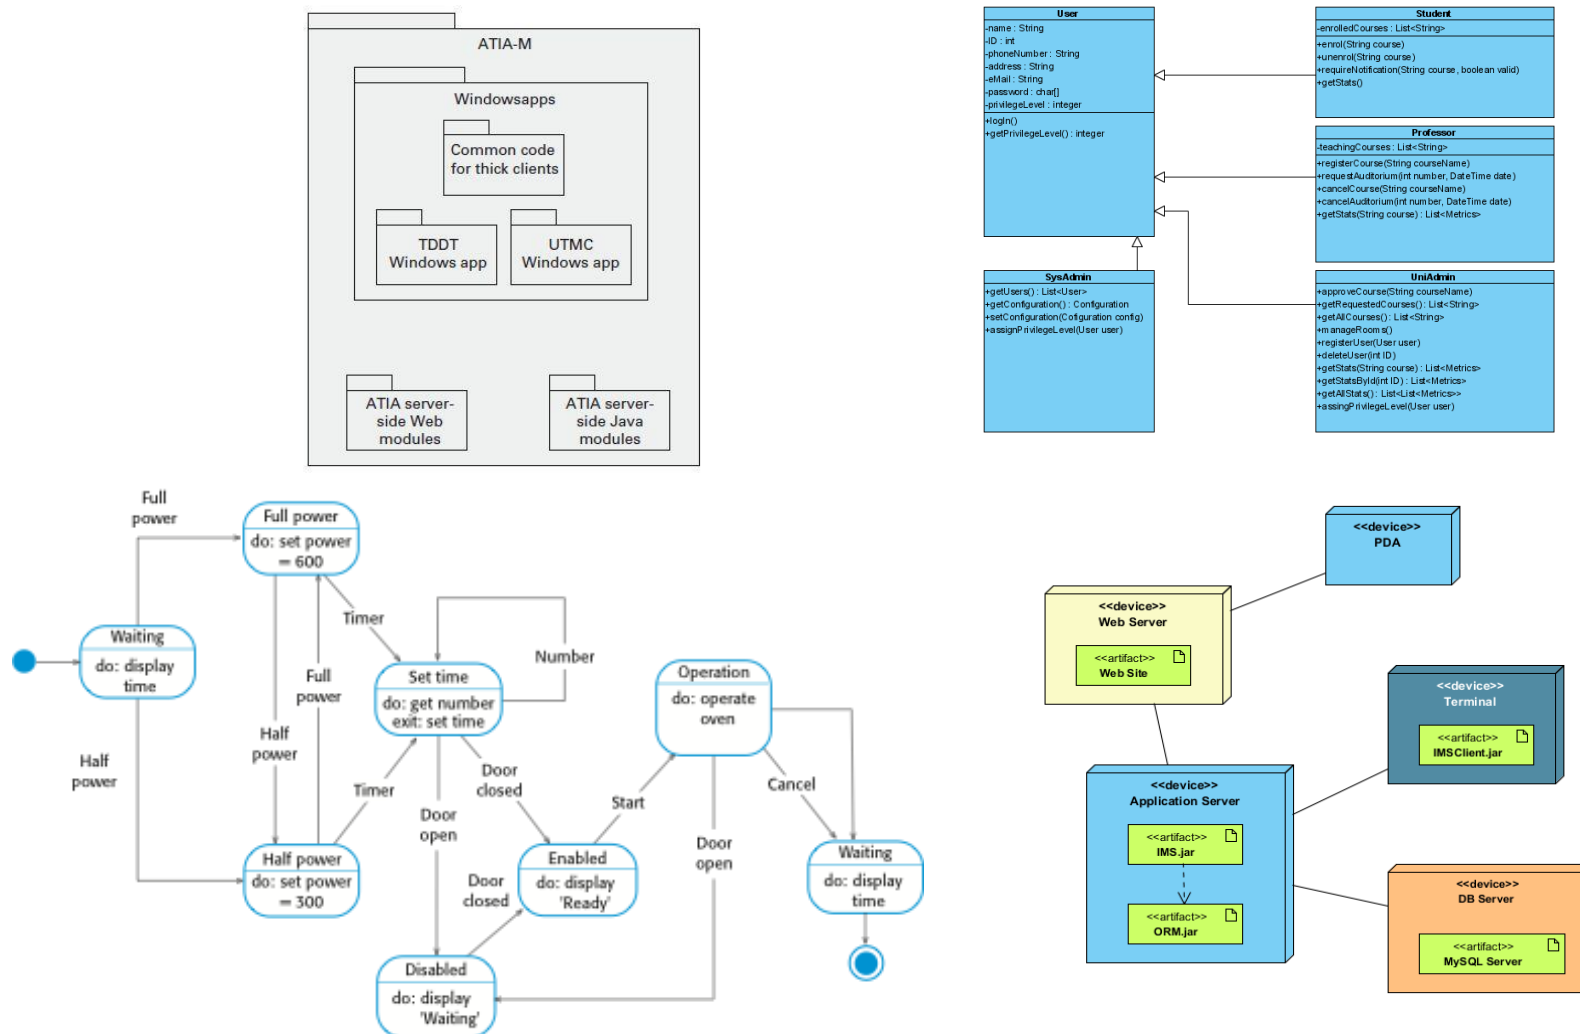 ATIA-M
Windowsapps
Common code
for thick clients
TDDT
Windows app
UTMC
Windows app
ATIA server-
side Web
modules
ATIA server-
side Java
modules
User
-name : String
-ID : int
-phoneNumber : String
-address : String
-eMail : String
-password : char[]
-privilegeLevel : integer
+logIn()
+getPrivilegeLevel() : integer
Student
-enrolledCourses : List<String>
+enrol(String course)
+unenrol(String course)
+requireNotification(String course, boolean valid)
+getStats()
Professor
-teachingCourses : List<String>
+registerCourse(String courseName)
+requestAuditorium(int number, DateTime date)
+cancelCourse(String courseName)
+cancelAuditorium(int number, DateTime date)
+getStats(String course) : List<Metrics>
SysAdmin
+getUsers() : List<User>
+getConfiguration() : Configuration
+setConfiguration(Cofiguration config)
+assignPrivilegeLevel(User user)
UniAdmin
+approveCourse(String courseName)
+getRequestedCourses() : List<String>
+getAllCourses() : List<String>
+manageRooms()
+registerUser(User user)
+deleteUser(int ID)
+getStats(String course) : List<Metrics>
+getStatsById(int ID) : List<Metrics>
+getAllStats() : List<List<Metrics>>
+assingPrivilegeLevel(User user)
Full
power
Full power
do: set power
= 600
Waiting
do: display
time
Half
power
Half
power
Full
power
Timer
Number
Set time
do: get number
exit: set time
Timer
Half power
do: set power
= 300
Door
open
Door
closed
Start
Operation
do: operate
oven
Cancel
Door
open
Enabled
do: display
'Ready'
Door
closed
Disabled
do: display
'Waiting'
Waiting
do: display
time
<<device>>
PDA
<<device>>
Web Server
<<artifact>>
Web Site
<<device>>
Terminal
<<artifact>>
IMSClient.jar
<<device>>
Application Server
<<artifact>>
IMS.jar
<<artifact>>
ORM.jar
<<device>>
DB Server
<<artifact>>
MySQL Server